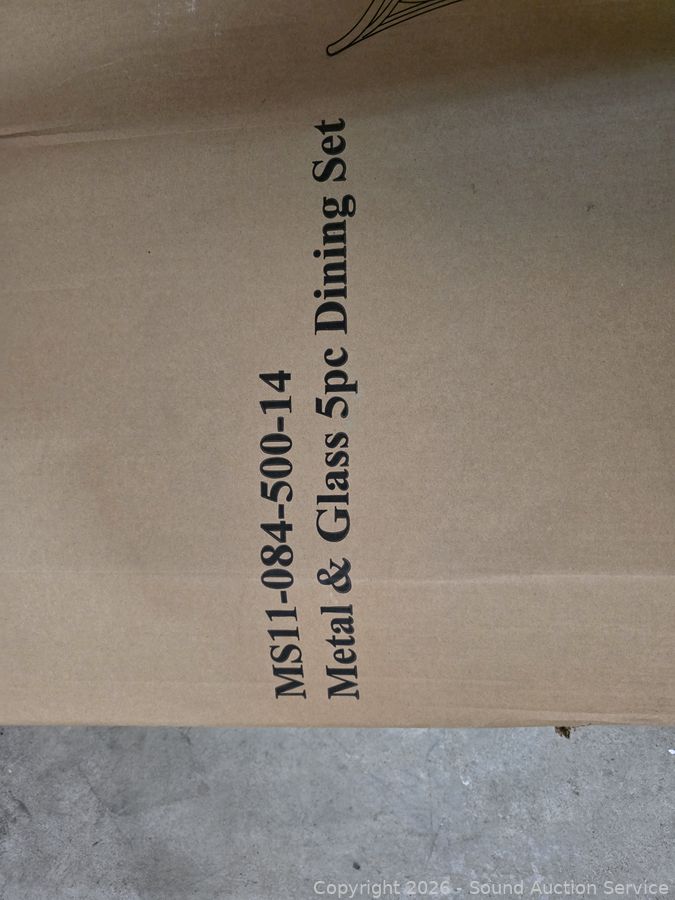 MS11-084-500-14
Metal & Glass 5pc Dining Set
Copyright 2026 - Sound Auction Service